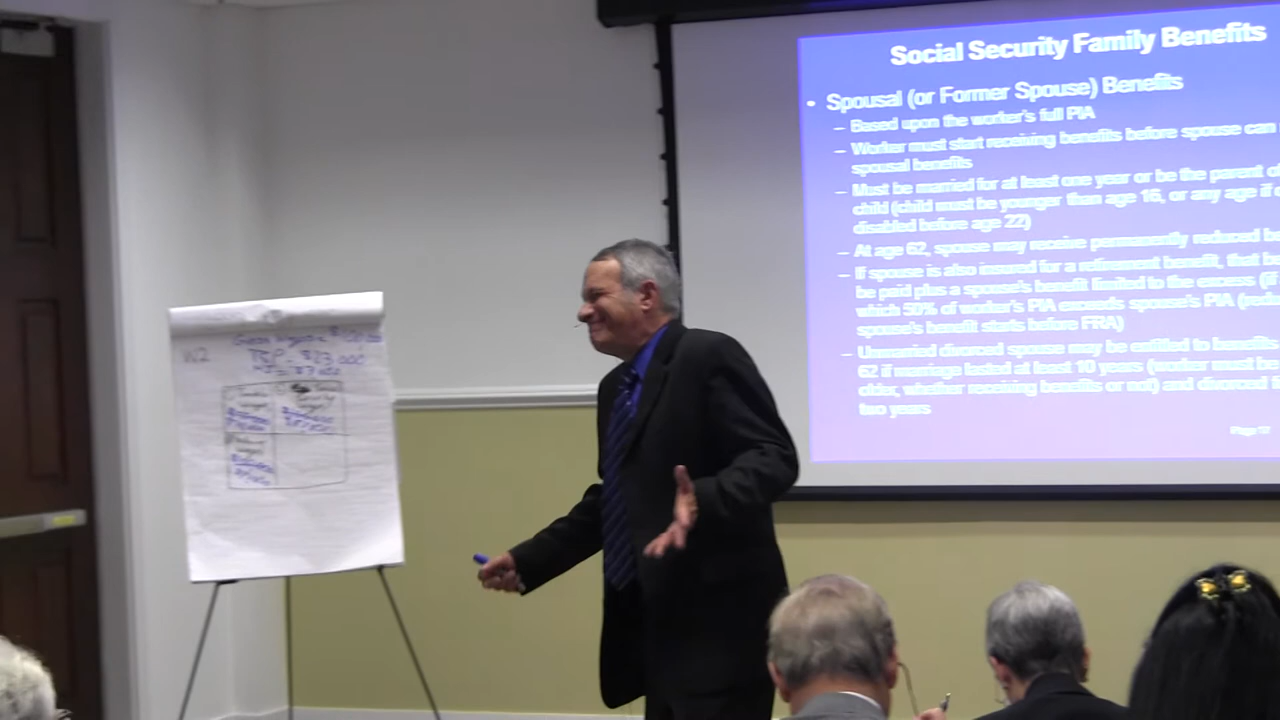 Social Security Family Benefits
• Spousal (or Former Spouse) Benefits
– Based upon the worker's full PIA
– Worker must start receiving benefits before spouse can
spousal benefits
– Must be married for at least one year or be the parent of
child (child must be younger than age 16, or any age if
disabled before age 22)
– At age 62, spouse may receive permanently reduced
– If spouse is also insured for a retirement benefit, that
be paid plus a spouse's benefit limited to the excess (if
which 50% of worker's PIA exceeds spouse's PIA
spouse's benefit starts before FRA)
– Unmarried divorced spouse may be entitled to benefits
62 if marriage lasted at least 10 years (worker must be
older, whether receiving benefits or not) and divorced
two years
W2
TSP - $23,000